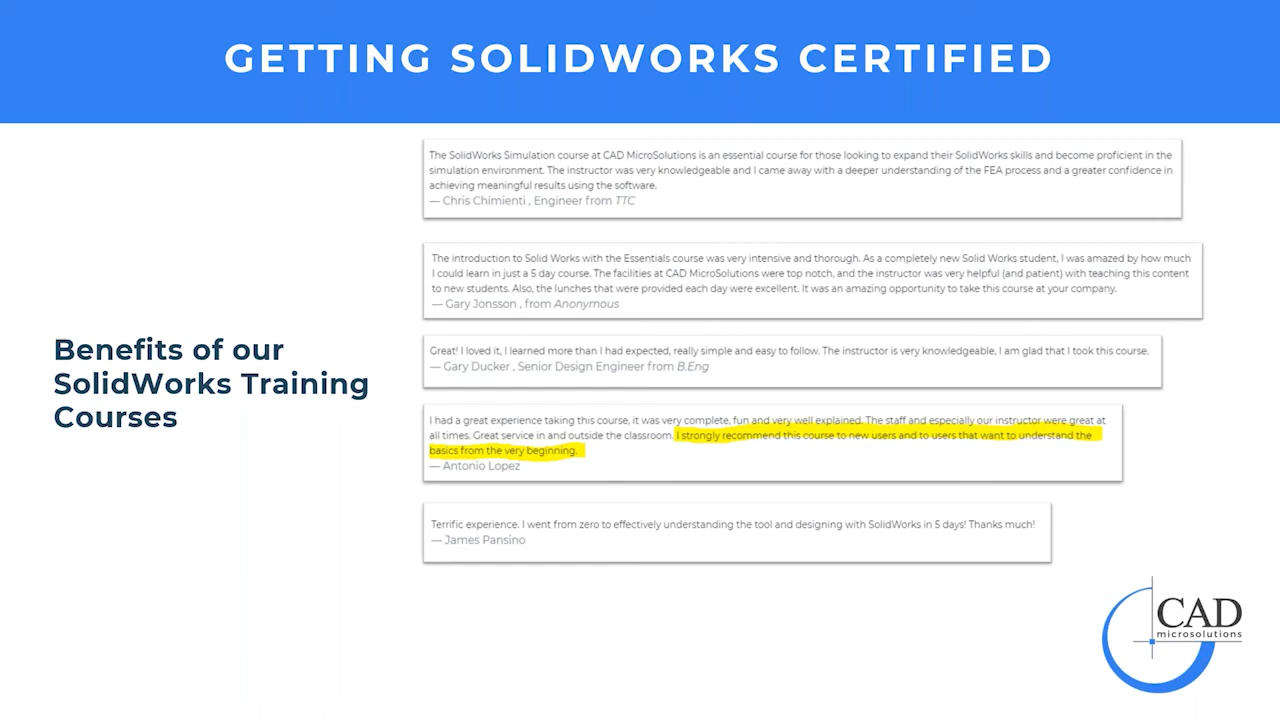 GETTING SOLIDWORKS CERTIFIED
Benefits of our
SolidWorks Training
Courses
The SolidWorks Simulation course at CAD MicroSolutions is an essential course for those looking to expand their SolidWorks skills and become proficient in the
simulation environment. The instructor was very knowledgeable and I came away with a deeper understanding of the FEA process and a greater confidence in
achieving meaningful results using the software.
— Chris Chimienti , Engineer from TTC
The introduction to Solid Works with the Essentials course was very intensive and thorough. As a completely new Solid Works student, I was amazed by how much
I could learn in just a 5 day course. The facilities at CAD MicroSolutions were top notch, and the instructor was very helpful (and patient) with teaching this content
to new students. Also, the lunches that were provided each day were excellent. It was an amazing opportunity to take this course at your company.
— Gary Jonsson , from Anonymous
Great! I loved it, I learned more than I had expected, really simple and easy to follow. The instructor is very knowledgeable, I am glad that I took this course.
— Gary Ducker , Senior Design Engineer from B.Eng
I had a great experience taking this course, it was very complete, fun and very well explained. The staff and especially our instructor were great at
all times. Great service in and outside the classroom. I strongly recommend this course to new users and to users that want to understand the
basics from the very beginning.
— Antonio Lopez
Terrific experience. I went from zero to effectively understanding the tool and designing with SolidWorks in 5 days! Thanks much!
— James Pansino
CAD
microsolutions